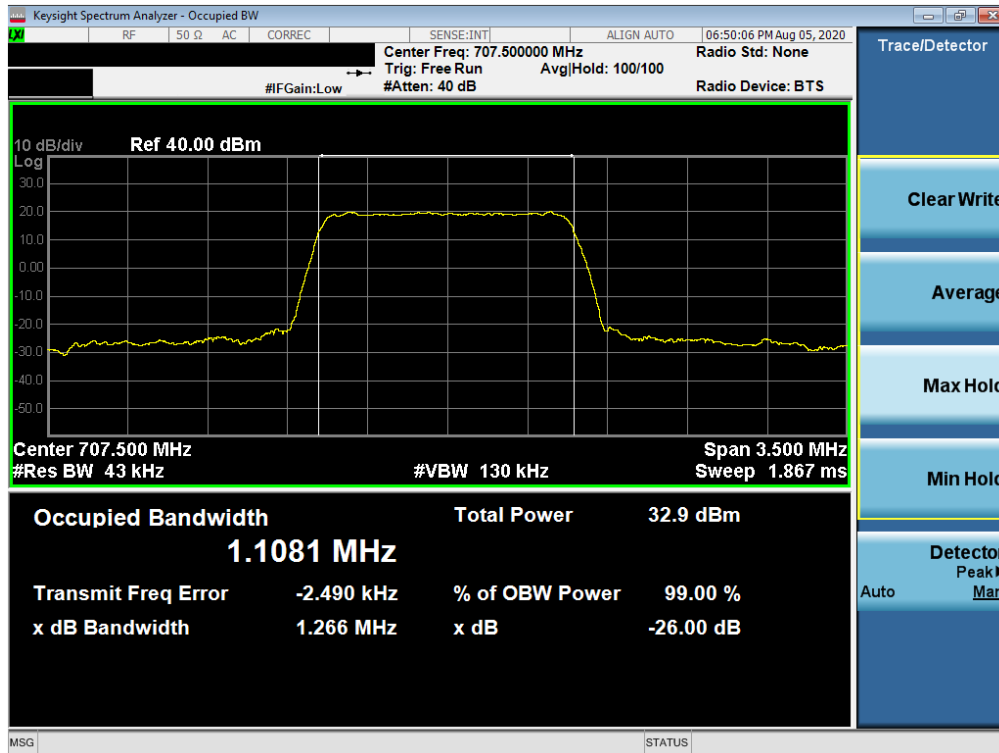 Keysight Spectrum Analyzer - Occupied BW
LXI RF 50 Ω AC CORREC SENSE:INT ALIGN AUTO 06:50:06 PM Aug 05, 2020
Center Freq: 707.500000 MHz Radio Std: None
Trig: Free Run Avg|Hold: 100/100
#IFGain:Low #Atten: 40 dB Radio Device: BTS
Trace/Detector
10 dB/div Ref 40.00 dBm
Log
30.0
20.0
10.0
0.00
-10.0
-20.0
-30.0
-40.0
-50.0
Center 707.500 MHz Span 3.500 MHz
#Res BW 43 kHz #VBW 130 kHz Sweep 1.867 ms
Occupied Bandwidth Total Power 32.9 dBm
1.1081 MHz
Transmit Freq Error -2.490 kHz % of OBW Power 99.00 %
x dB Bandwidth 1.266 MHz x dB -26.00 dB
Clear Write
Average
Max Hold
Min Hold
Detector
Peak
Auto Man
MSG STATUS